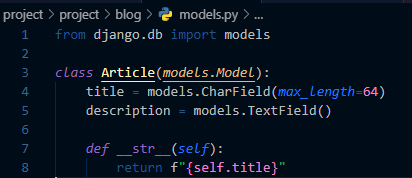 project > project > blog > models.py > ...
1 from django.db import models
2
3 class Article(models.Model):
4     title = models.CharField(max_length=64)
5     description = models.TextField()
6
7     def __str__(self):
8         return f"{self.title}"